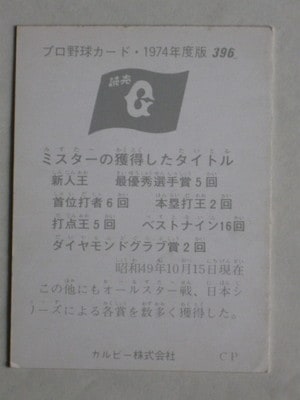 プロ野球カード・1974年度版 396
読売
G
ミスターの獲得したタイトル
新人王 最優秀選手賞5回
首位打者6回 本塁打王2回
打点王5回 ベストナイン16回
ダイヤモンドグラブ賞2回
昭和49年10月15日現在
この他にもオールスター戦、日本シ
リーズによる各賞を数多く獲得した。
カルビー株式会社 CP